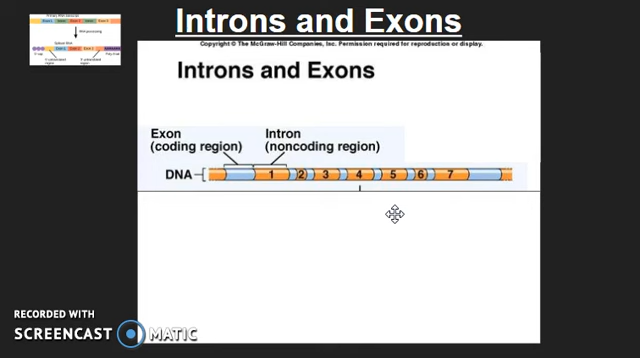 Introns and Exons
Copyright © The McGraw-Hill Companies, Inc. Permission required for reproduction or display.
Introns and Exons
Exon
(coding region)
Intron
(noncoding region)
DNA
1 2 3 4 5 6 7
RECORDED WITH
SCREENCAST MATIC